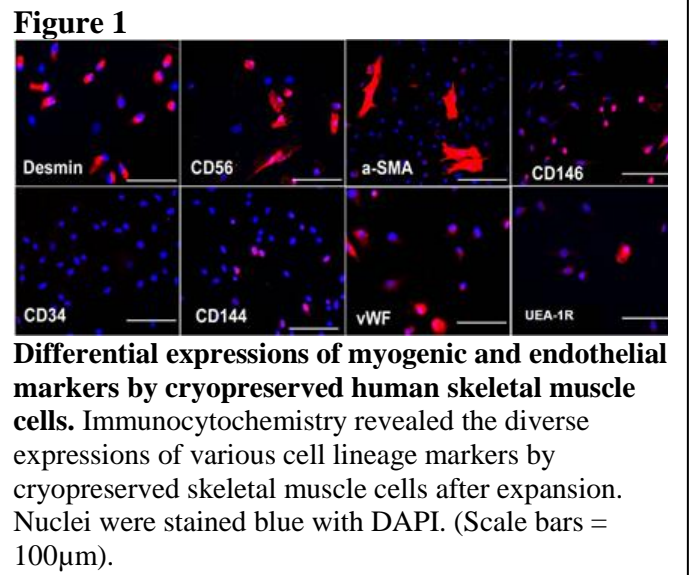 Figure 1
Desmin
CD56
a-SMA
CD146
CD34
CD144
vWF
UEA-1R
Differential expressions of myogenic and endothelial
markers by cryopreserved human skeletal muscle
cells. Immunocytochemistry revealed the diverse
expressions of various cell lineage markers by
cryopreserved skeletal muscle cells after expansion.
Nuclei were stained blue with DAPI. (Scale bars =
100µm).